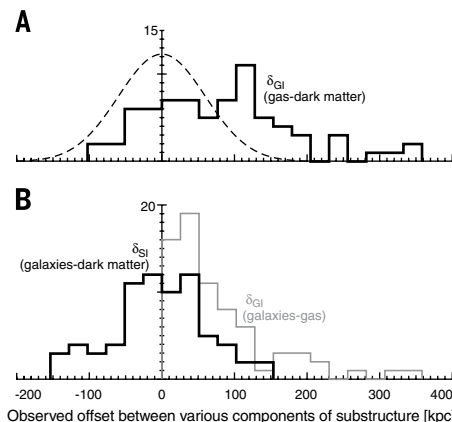 A
15
δGI
(gas-dark matter)
B
20
δSI
(galaxies-dark matter)
δGI
(galaxies-gas)
-200 -100 0 100 200 300 400
Observed offset between various components of substructure [kpc]